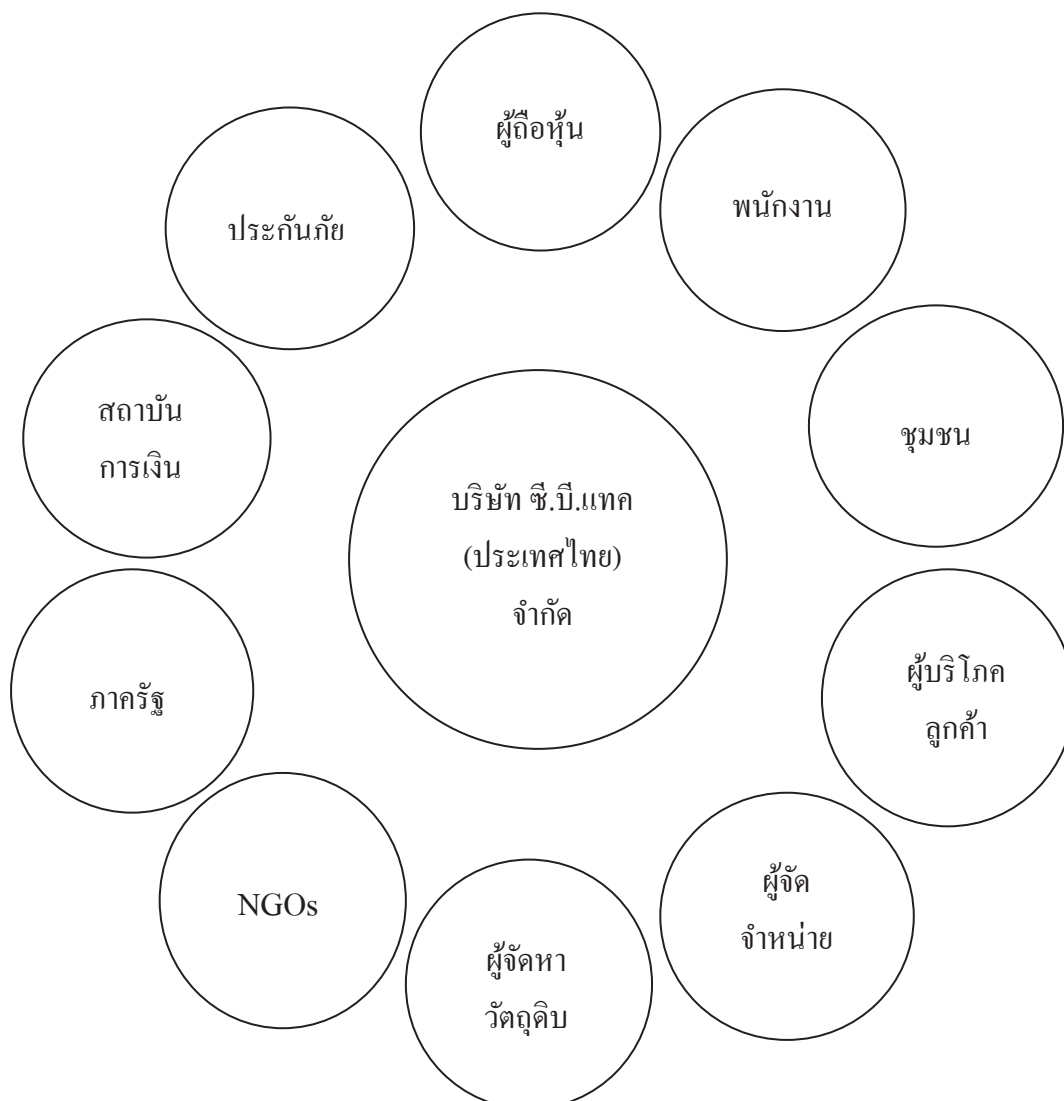 ผู้ถือหุ้น
พนักงาน
ประกันภัย
สถาบัน
การเงิน
ชุมชน
บริษัท ซี.บี.แทค
(ประเทศไทย)
จำกัด
ภาครัฐ
ผู้บริโภค
ลูกค้า
NGOs
ผู้จัด
จำหน่าย
ผู้จัดหา
วัตถุดิบ